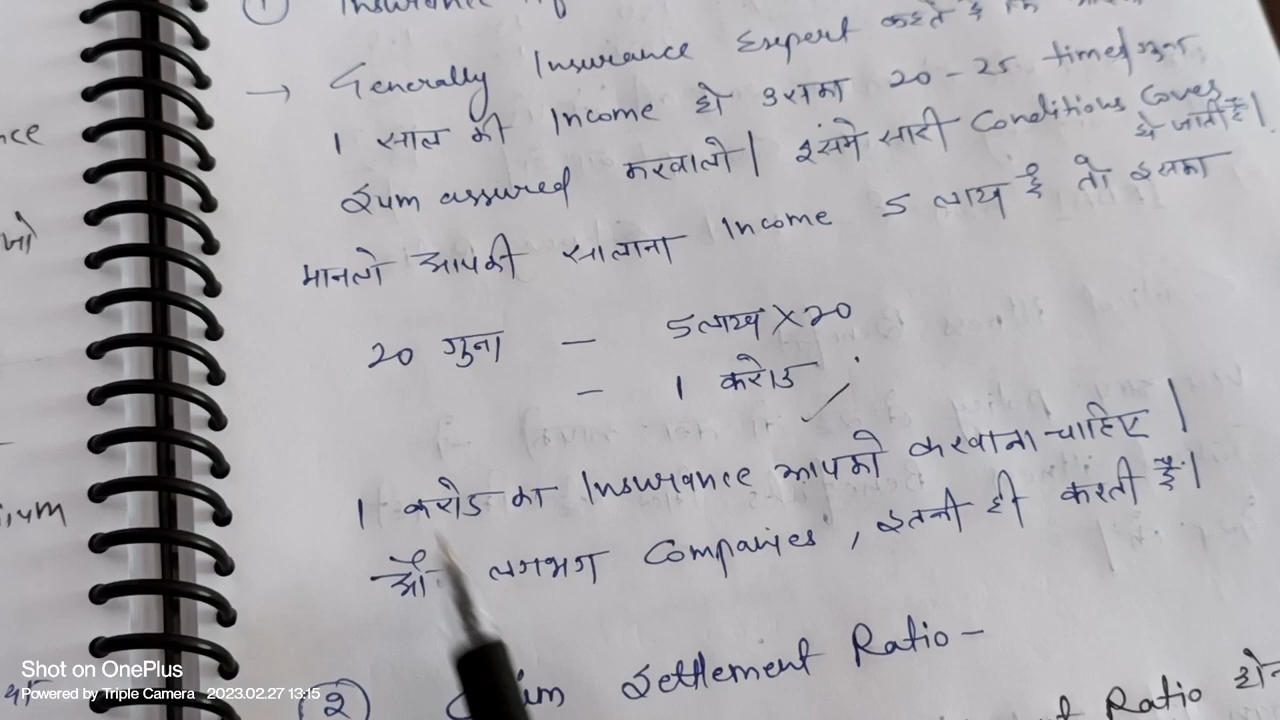 ① Insurance
→ Generally Insurance Expert कहते है कि
1 साल की Income हो उसका 20-25 times/गुना
Sum assured करवालो| इसमे सारी Conditions Cover
हो जाती है|
मानलो आपकी सालाना Income 5 लाख है तो इसका
20 गुना - 5 लाख X 20
- 1 करोड
1 करोड का Insurance आपको करवाना चाहिए|
लगभग Companies, इतनी ही करती है|
② Settlement Ratio -
Ratio
Shot on OnePlus
Powered by Triple Camera 2023.02.27 13:15